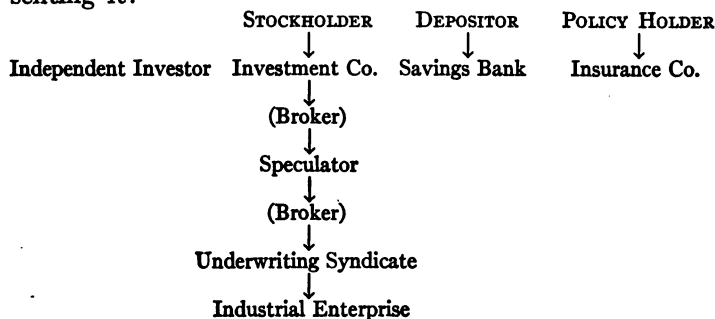 senting it:
STOCKHOLDER DEPOSITOR POLICY HOLDER
Independent Investor Investment Co. Savings Bank Insurance Co.
(Broker)
Speculator
(Broker)
Underwriting Syndicate
Industrial Enterprise